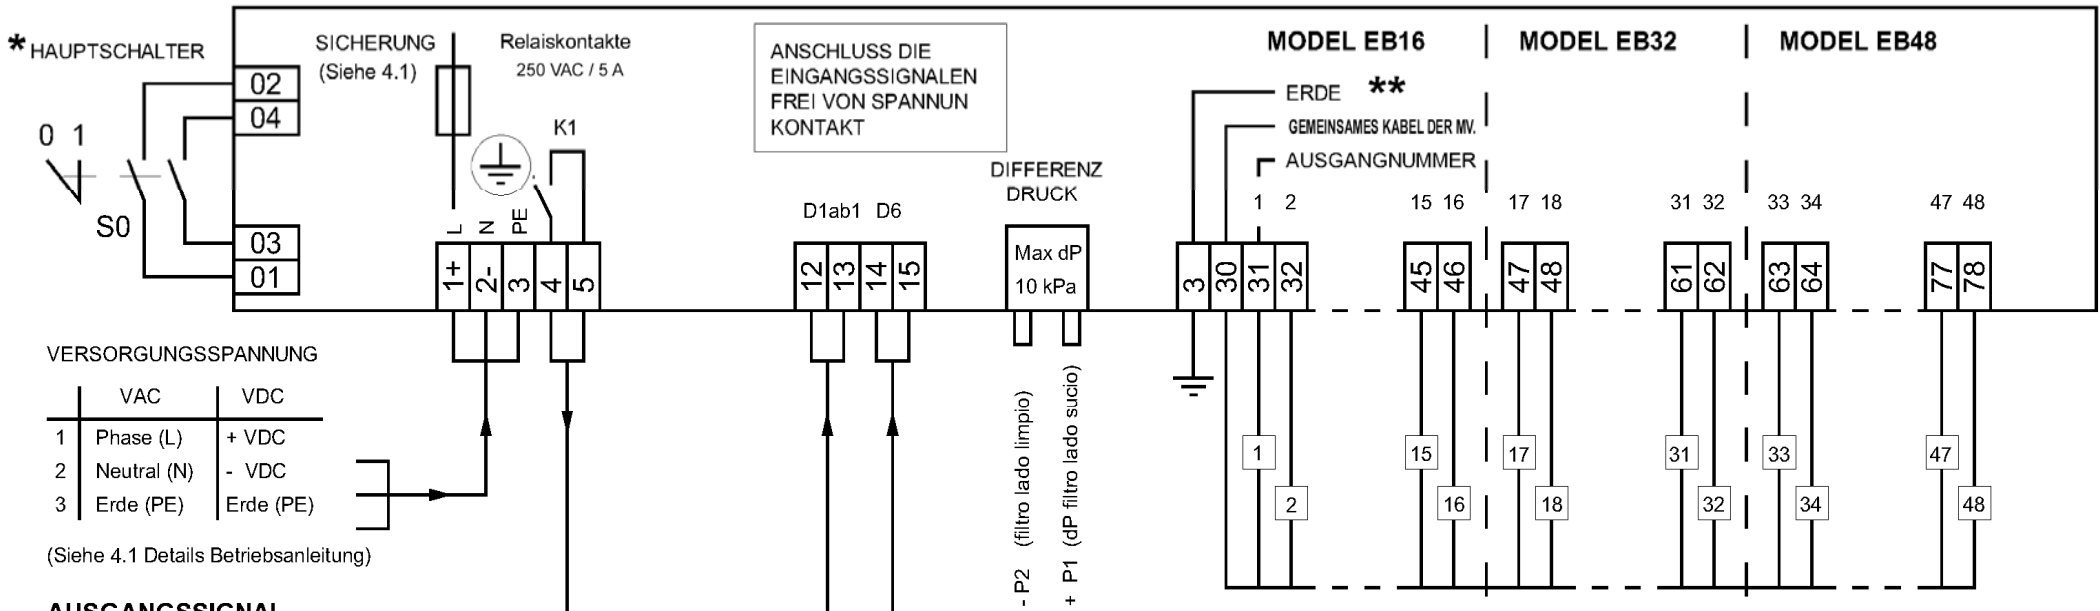 * HAUPTSCHALTER
02
04
0 1
S0
03
01
SICHERUNG
(Siehe 4.1)
Relaiskontakte
250 VAC / 5 A
K1
L
N
PE
1+
2-
3
4
5
ANSCHLUSS DIE
EINGANGSSIGNALEN
FREI VON SPANNUN
KONTAKT
D1ab1 D6
12
13
14
15
DIFFERENZ
DRUCK
Max dP
10 kPa
- P2 (filtro lado limpio)
+ P1 (dP filtro lado sucio)
MODEL EB16
MODEL EB32
MODEL EB48
ERDE **
GEMEINSAMES KABEL DER MV.
AUSGANGNUMMER
1 2 15 16 17 18 31 32 33 34 47 48
3
30
31
32
45
46
47
48
61
62
63
64
77
78
1 15 17 31 33 47
2 16 18 32 34 48
VERSORGUNGSSPANNUNG
VAC VDC
1 Phase (L) + VDC
2 Neutral (N) - VDC
3 Erde (PE) Erde (PE)
(Siehe 4.1 Details Betriebsanleitung)
AUSGANGSSIGNAL